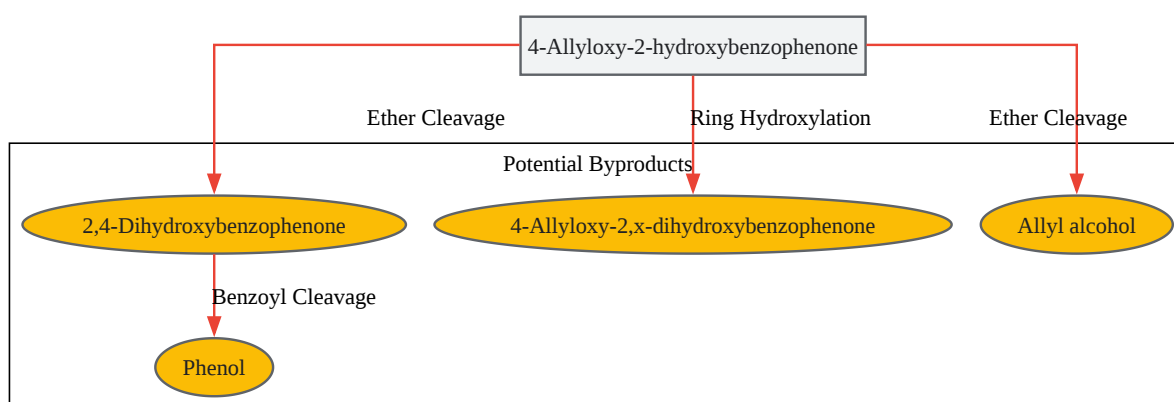 4-Allyloxy-2-hydroxybenzophenone
Ether Cleavage
Ring Hydroxylation
Ether Cleavage
Potential Byproducts
2,4-Dihydroxybenzophenone
4-Allyloxy-2,x-dihydroxybenzophenone
Allyl alcohol
Benzoyl Cleavage
Phenol